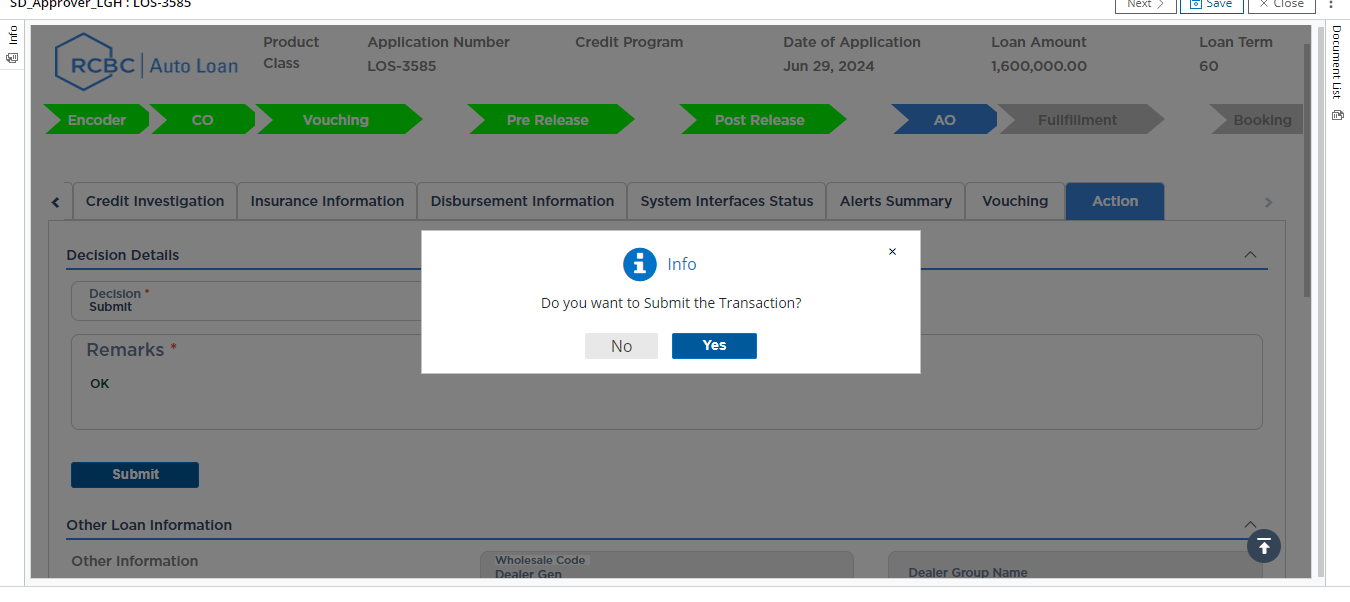 SD_Approver_LGH : LOS-3585
Next
Save
Close
Info
Document List
RCBC Auto Loan
Product Class
Application Number
LOS-3585
Credit Program
Date of Application
Jun 29, 2024
Loan Amount
1,600,000.00
Loan Term
60
Encoder
CO
Vouching
Pre Release
Post Release
AO
Fullfillment
Booking
Credit Investigation
Insurance Information
Disbursement Information
System Interfaces Status
Alerts Summary
Vouching
Action
Decision Details
Decision *
Submit
Remarks *
OK
Info
Do you want to Submit the Transaction?
No
Yes
Submit
Other Loan Information
Other Information
Wholesale Code
Dealer Gen
Dealer Group Name